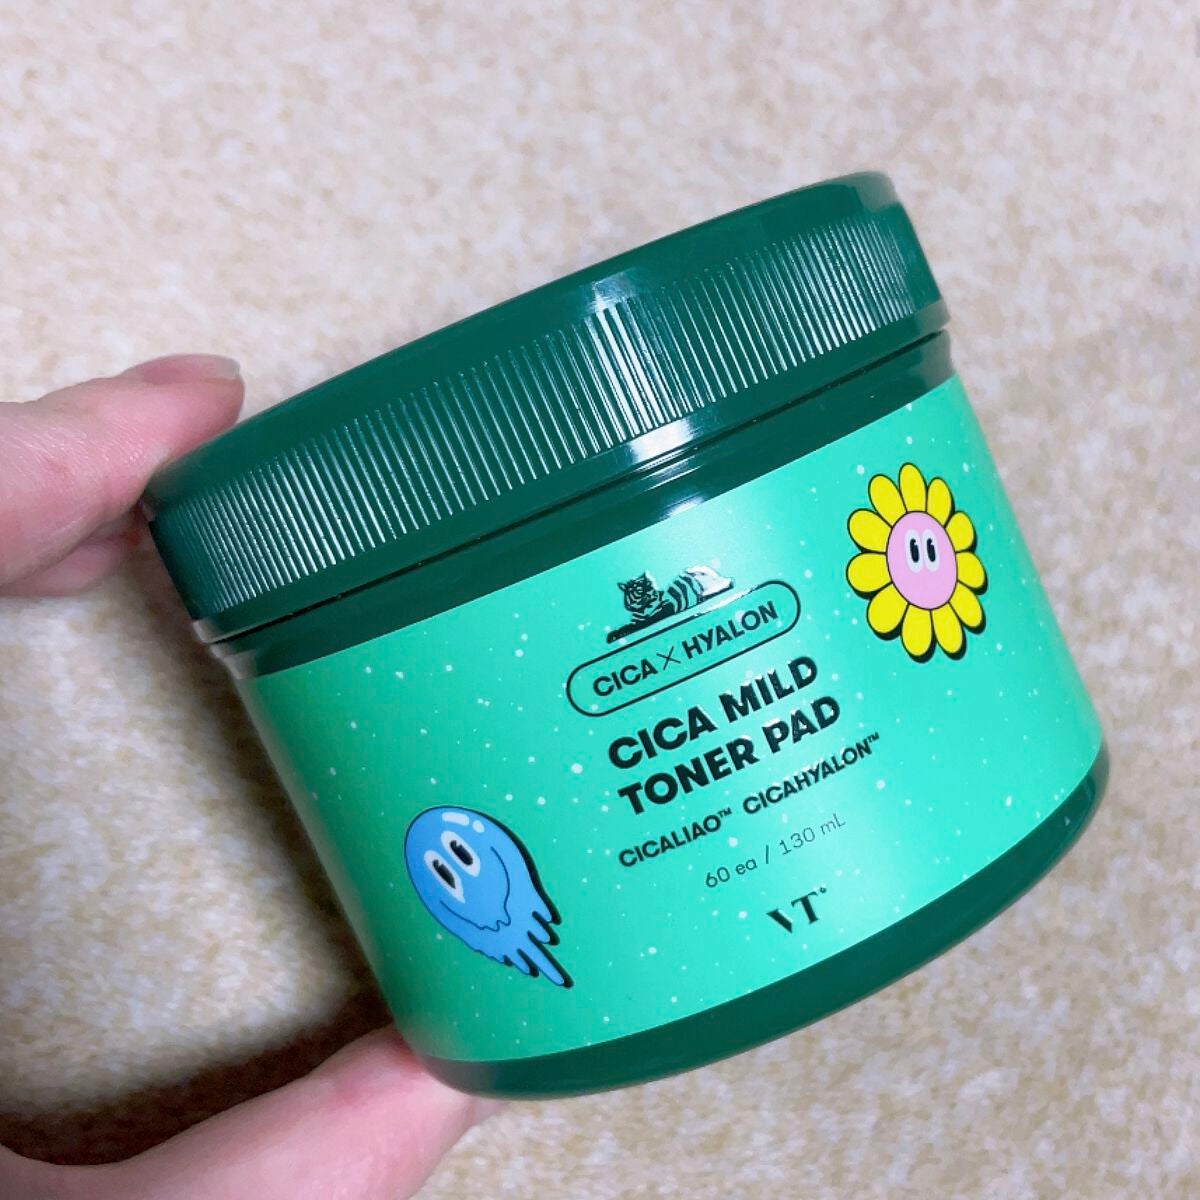 CICA × HYALON
CICA MILD
TONER PAD
CICALIAO™ CICAHYALON™
60 ea / 130 mL
VT°